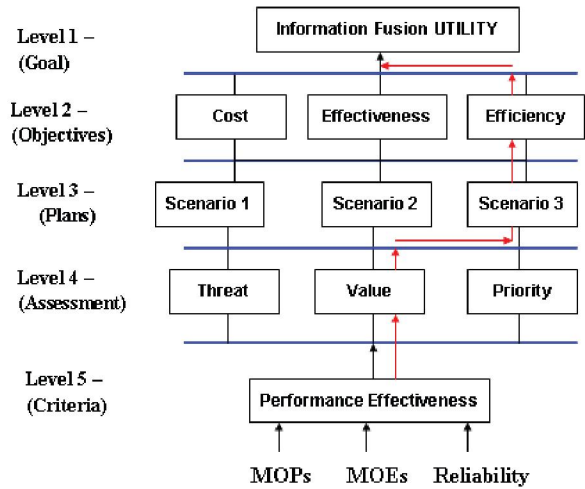 Level 1 –
(Goal)
Information Fusion UTILITY
Level 2 –
(Objectives)
Cost
Effectiveness
Efficiency
Level 3 –
(Plans)
Scenario 1
Scenario 2
Scenario 3
Level 4 –
(Assessment)
Threat
Value
Priority
Level 5 –
(Criteria)
Performance Effectiveness
MOPs
MOEs
Reliability